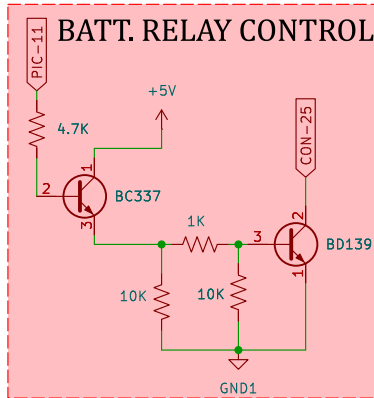 BATT. RELAY CONTROL
PIC-11
+5V
4.7K
CON-25
1
2
BC337
3
1K
2
3
BD139
1
10K
10K
GND1